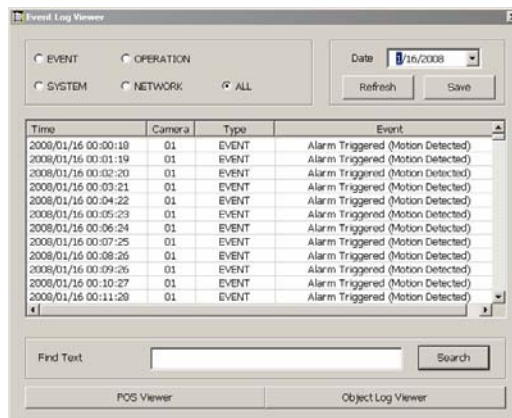 Event Log Viewer
EVENT OPERATION
SYSTEM NETWORK ALL
Date 1/16/2008
Refresh Save
Time Camera Type Event
2008/01/16 00:00:18 01 EVENT Alarm Triggered (Motion Detected)
2008/01/16 00:01:19 01 EVENT Alarm Triggered (Motion Detected)
2008/01/16 00:02:20 01 EVENT Alarm Triggered (Motion Detected)
2008/01/16 00:03:21 01 EVENT Alarm Triggered (Motion Detected)
2008/01/16 00:04:22 01 EVENT Alarm Triggered (Motion Detected)
2008/01/16 00:05:23 01 EVENT Alarm Triggered (Motion Detected)
2008/01/16 00:06:24 01 EVENT Alarm Triggered (Motion Detected)
2008/01/16 00:07:25 01 EVENT Alarm Triggered (Motion Detected)
2008/01/16 00:08:26 01 EVENT Alarm Triggered (Motion Detected)
2008/01/16 00:09:26 01 EVENT Alarm Triggered (Motion Detected)
2008/01/16 00:10:27 01 EVENT Alarm Triggered (Motion Detected)
2008/01/16 00:11:28 01 EVENT Alarm Triggered (Motion Detected)
Find Text Search
POS Viewer Object Log Viewer